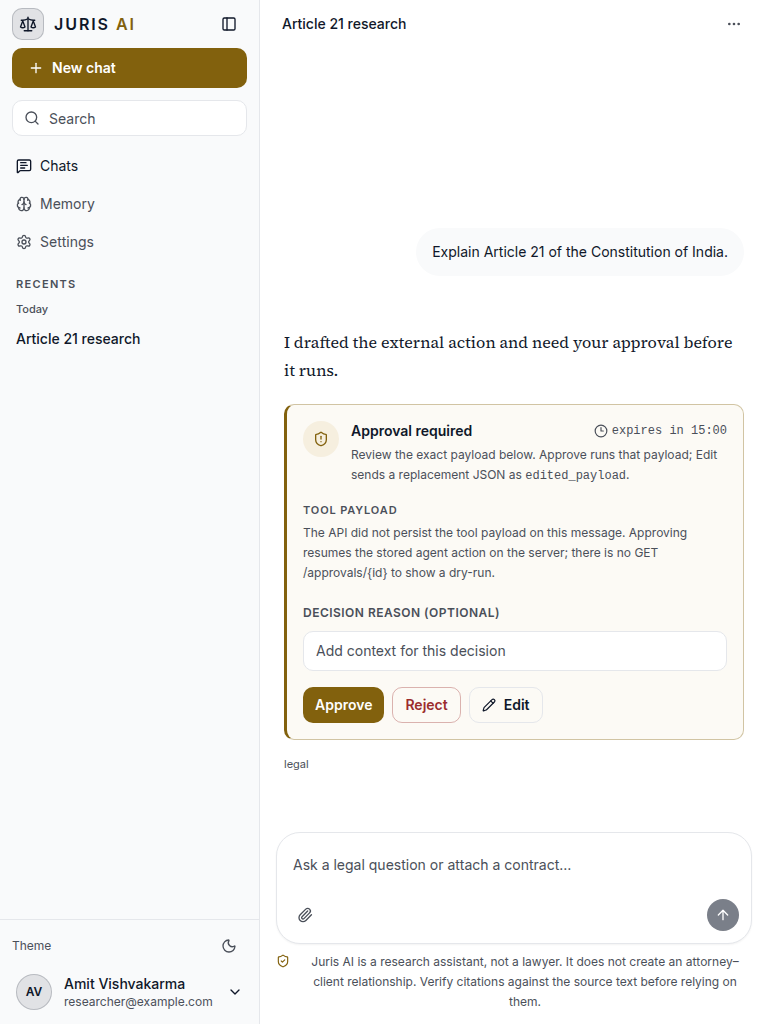 JURIS AI
New chat
Search
Chats
Memory
Settings
RECENTS
Today
Article 21 research
Theme
AV
Amit Vishvakarma
researcher@example.com
Article 21 research
Explain Article 21 of the Constitution of India.
I drafted the external action and need your approval before
it runs.
Approval required
expires in 15:00
Review the exact payload below. Approve runs that payload; Edit
sends a replacement JSON as edited_payload.
TOOL PAYLOAD
The API did not persist the tool payload on this message. Approving
resumes the stored agent action on the server; there is no GET
/approvals/{id} to show a dry-run.
DECISION REASON (OPTIONAL)
Add context for this decision
Approve
Reject
Edit
legal
Ask a legal question or attach a contract...
Juris AI is a research assistant, not a lawyer. It does not create an attorney–
client relationship. Verify citations against the source text before relying on
them.